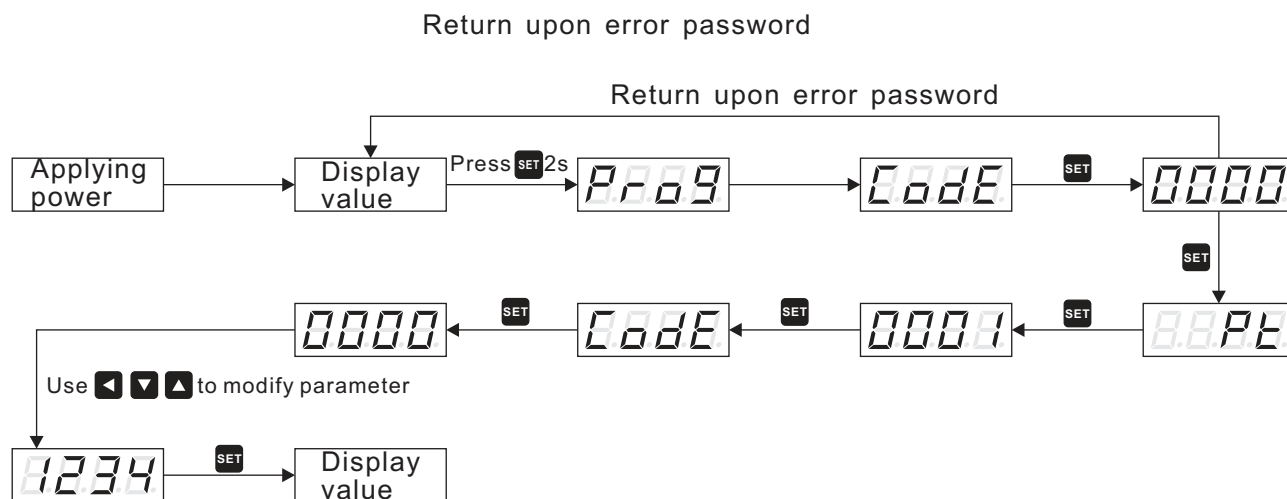 Return upon error password
Return upon error password
Applying
power
Display
value
Press SET 2s
Prog
CodE
SET
0000
SET
0000
SET
CodE
SET
0001
SET
Pt
Use ◀ ▼ ▲ to modify parameter
1234
SET
Display
value